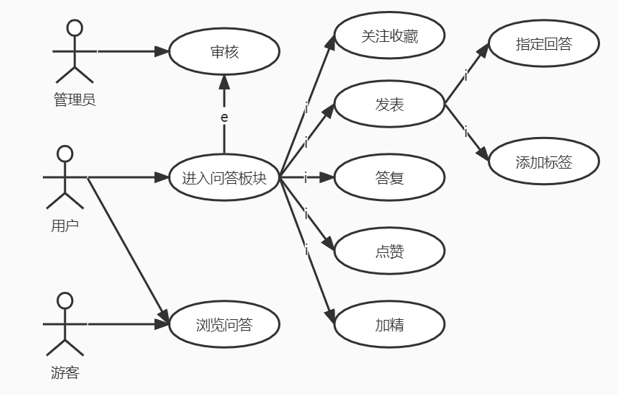 管理员
用户
游客
审核
e
进入问答板块
浏览问答
i
i
i
i
i
关注收藏
发表
答复
点赞
加精
i
i
指定回答
添加标签